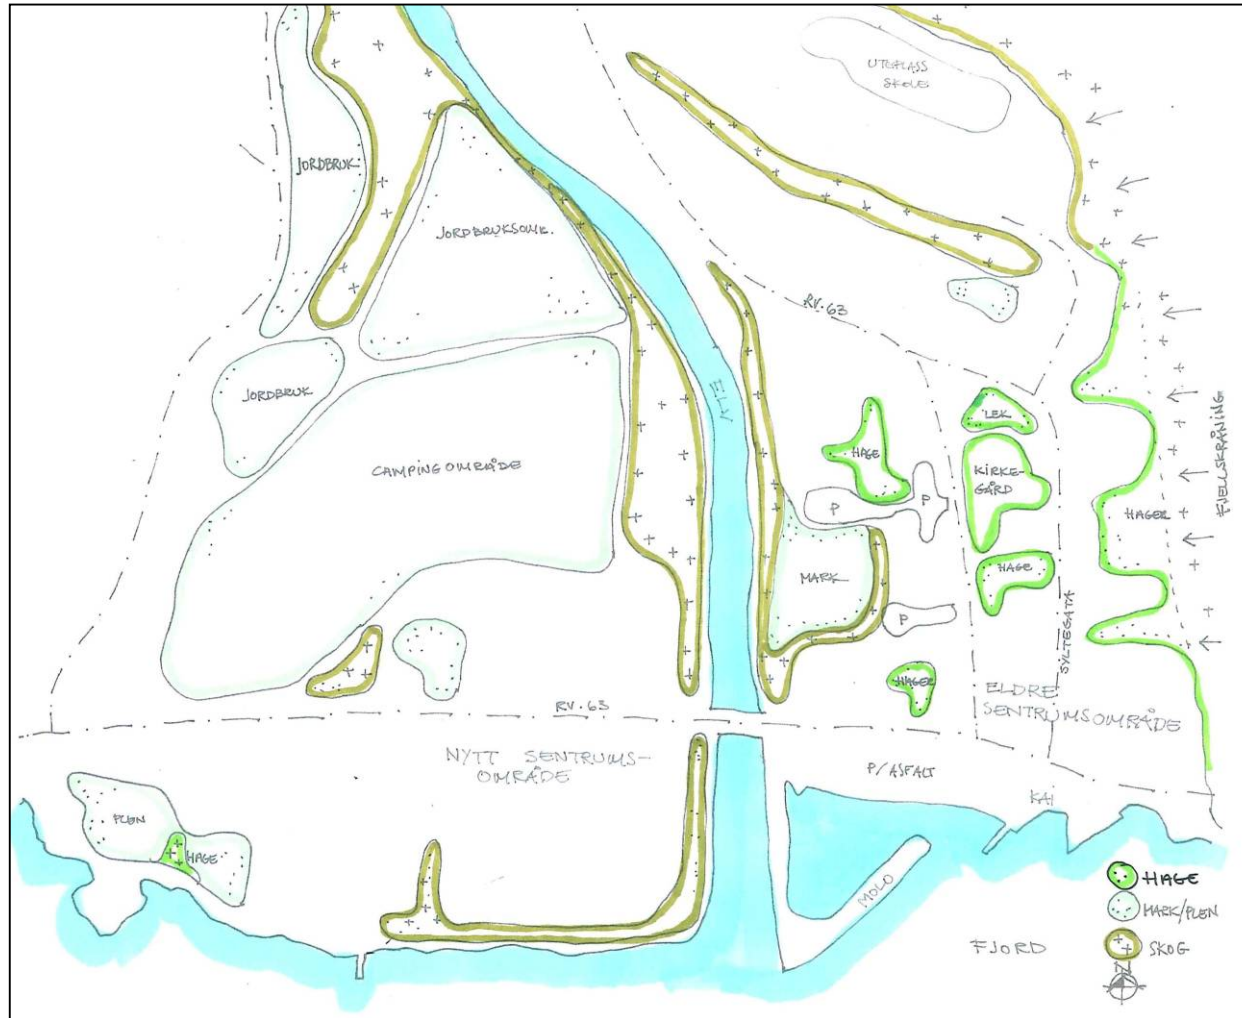 UTEPLASS
SKOLE
JORDBRUK
JORDBRUKSOMR.
RV.63
JORDBRUK
ELV
LEK
HAGE
KIRKE-
GÅRD
CAMPINGOMRÅDE
P
P
HAGER
FJELLSKRÅNING
MARK
HAGE
P
SYLTEGATA
HAGER
ELDRE
SENTRUMSOMRÅDE
RV.63
NYTT SENTRUMS-
OMRÅDE
P/ASFALT
KAI
PLEN
HAGE
MOLO
HAGE
MARK/PLEN
FJORD
SKOG
N